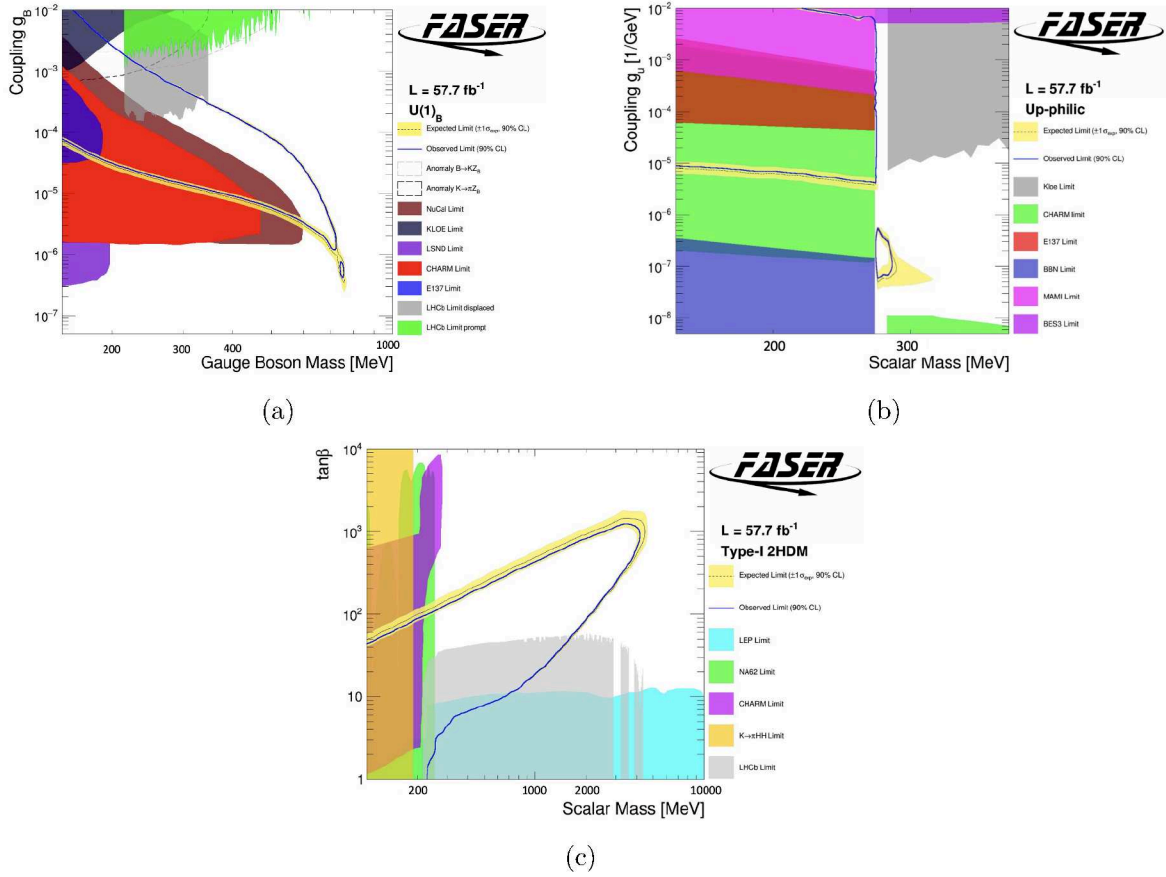 Coupling g_B
10⁻²
10⁻³
10⁻⁴
10⁻⁵
10⁻⁶
10⁻⁷
200
300
400
1000
Gauge Boson Mass [MeV]
FASER
L = 57.7 fb⁻¹
U(1)_B
Expected Limit (±1σ_exp, 90% CL)
Observed Limit (90% CL)
Anomaly B→KZ_B
Anomaly K→πZ_B
NuCal Limit
KLOE Limit
LSND Limit
CHARM Limit
E137 Limit
LHCb Limit displaced
LHCb Limit prompt
(a)
Coupling g_u [1/GeV]
10⁻²
10⁻³
10⁻⁴
10⁻⁵
10⁻⁶
10⁻⁷
10⁻⁸
200
300
Scalar Mass [MeV]
FASER
L = 57.7 fb⁻¹
Up-philic
Expected Limit (±1σ_exp, 90% CL)
Observed Limit (90% CL)
Kloe Limit
CHARM limit
E137 Limit
BBN Limit
MAMI Limit
BES3 Limit
(b)
tanβ
10⁴
10³
10²
10
1
200
1000
2000
10000
Scalar Mass [MeV]
FASER
L = 57.7 fb⁻¹
Type-I 2HDM
Expected Limit (±1σ_exp, 90% CL)
Observed Limit (90% CL)
LEP Limit
NA62 Limit
CHARM Limit
K→πHH Limit
LHCb Limit
(c)